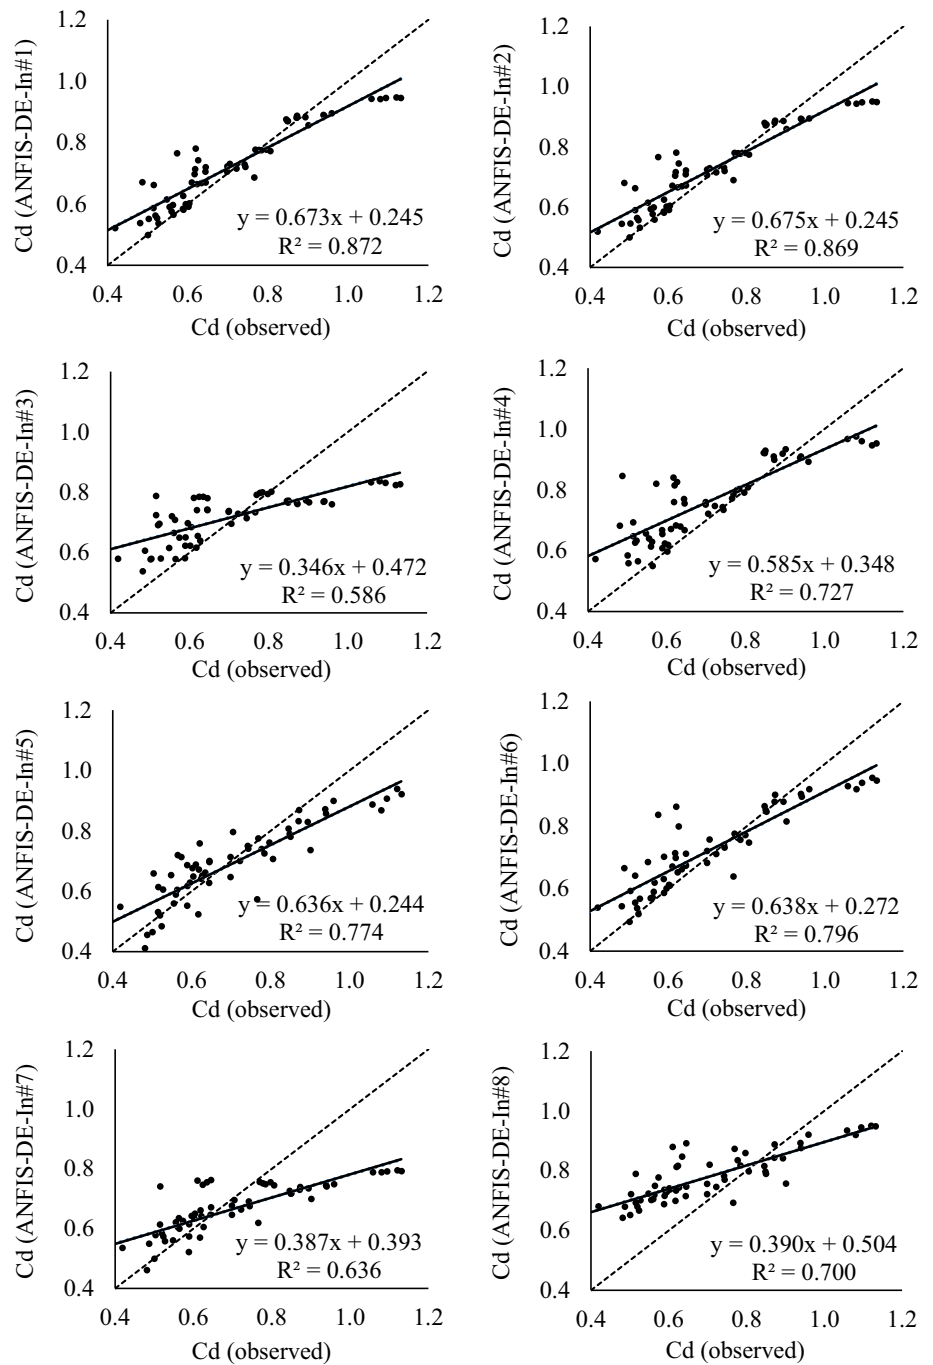 1.2
1.0
0.8
0.6
0.4
Cd (ANFIS-DE-In#1)
y = 0.673x + 0.245
R² = 0.872
0.4 0.6 0.8 1.0 1.2
Cd (observed)
1.2
1.0
0.8
0.6
0.4
Cd (ANFIS-DE-In#2)
y = 0.675x + 0.245
R² = 0.869
0.4 0.6 0.8 1.0 1.2
Cd (observed)
1.2
1.0
0.8
0.6
0.4
Cd (ANFIS-DE-In#3)
y = 0.346x + 0.472
R² = 0.586
0.4 0.6 0.8 1.0 1.2
Cd (observed)
1.2
1.0
0.8
0.6
0.4
Cd (ANFIS-DE-In#4)
y = 0.585x + 0.348
R² = 0.727
0.4 0.6 0.8 1.0 1.2
Cd (observed)
1.2
1.0
0.8
0.6
0.4
Cd (ANFIS-DE-In#5)
y = 0.636x + 0.244
R² = 0.774
0.4 0.6 0.8 1.0 1.2
Cd (observed)
1.2
1.0
0.8
0.6
0.4
Cd (ANFIS-DE-In#6)
y = 0.638x + 0.272
R² = 0.796
0.4 0.6 0.8 1.0 1.2
Cd (observed)
1.2
1.0
0.8
0.6
0.4
Cd (ANFIS-DE-In#7)
y = 0.387x + 0.393
R² = 0.636
0.4 0.6 0.8 1.0 1.2
Cd (observed)
1.2
1.0
0.8
0.6
0.4
Cd (ANFIS-DE-In#8)
y = 0.390x + 0.504
R² = 0.700
0.4 0.6 0.8 1.0 1.2
Cd (observed)